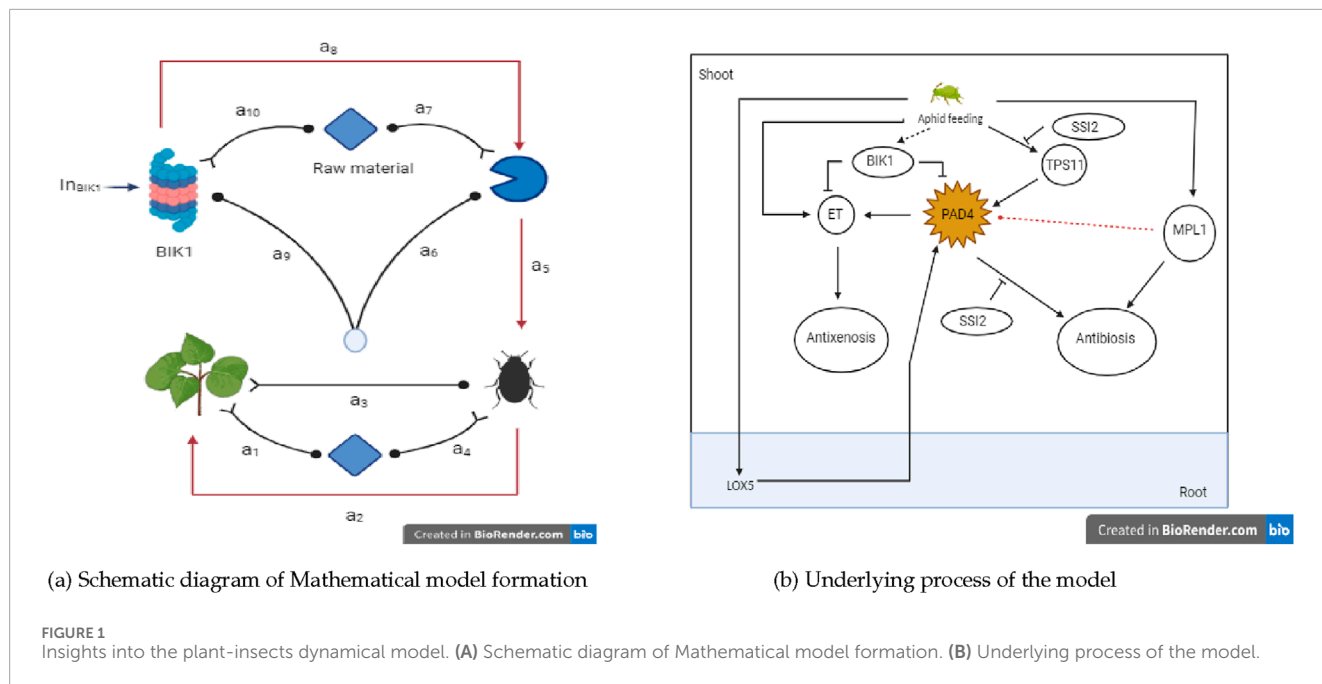 a8
a10
a7
Raw material
InBIK1
BIK1
a9
a6
a5
a3
a1
a4
a2
Created in BioRender.com bio
(a) Schematic diagram of Mathematical model formation
Shoot
Aphid feeding
SSI2
BIK1
TPS11
ET
PAD4
MPL1
SSI2
Antixenosis
Antibiosis
LOX5
Root
Created in BioRender.com bio
(b) Underlying process of the model
FIGURE 1
Insights into the plant-insects dynamical model. (A) Schematic diagram of Mathematical model formation. (B) Underlying process of the model.